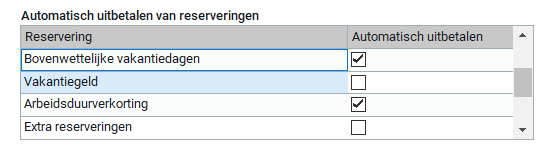 Automatisch uitbetalen van reserveringen
Reservering Automatisch uitbetalen
Bovenwettelijke vakantiedagen
Vakantiegeld
Arbeidsduurverkorting
Extra reserveringen